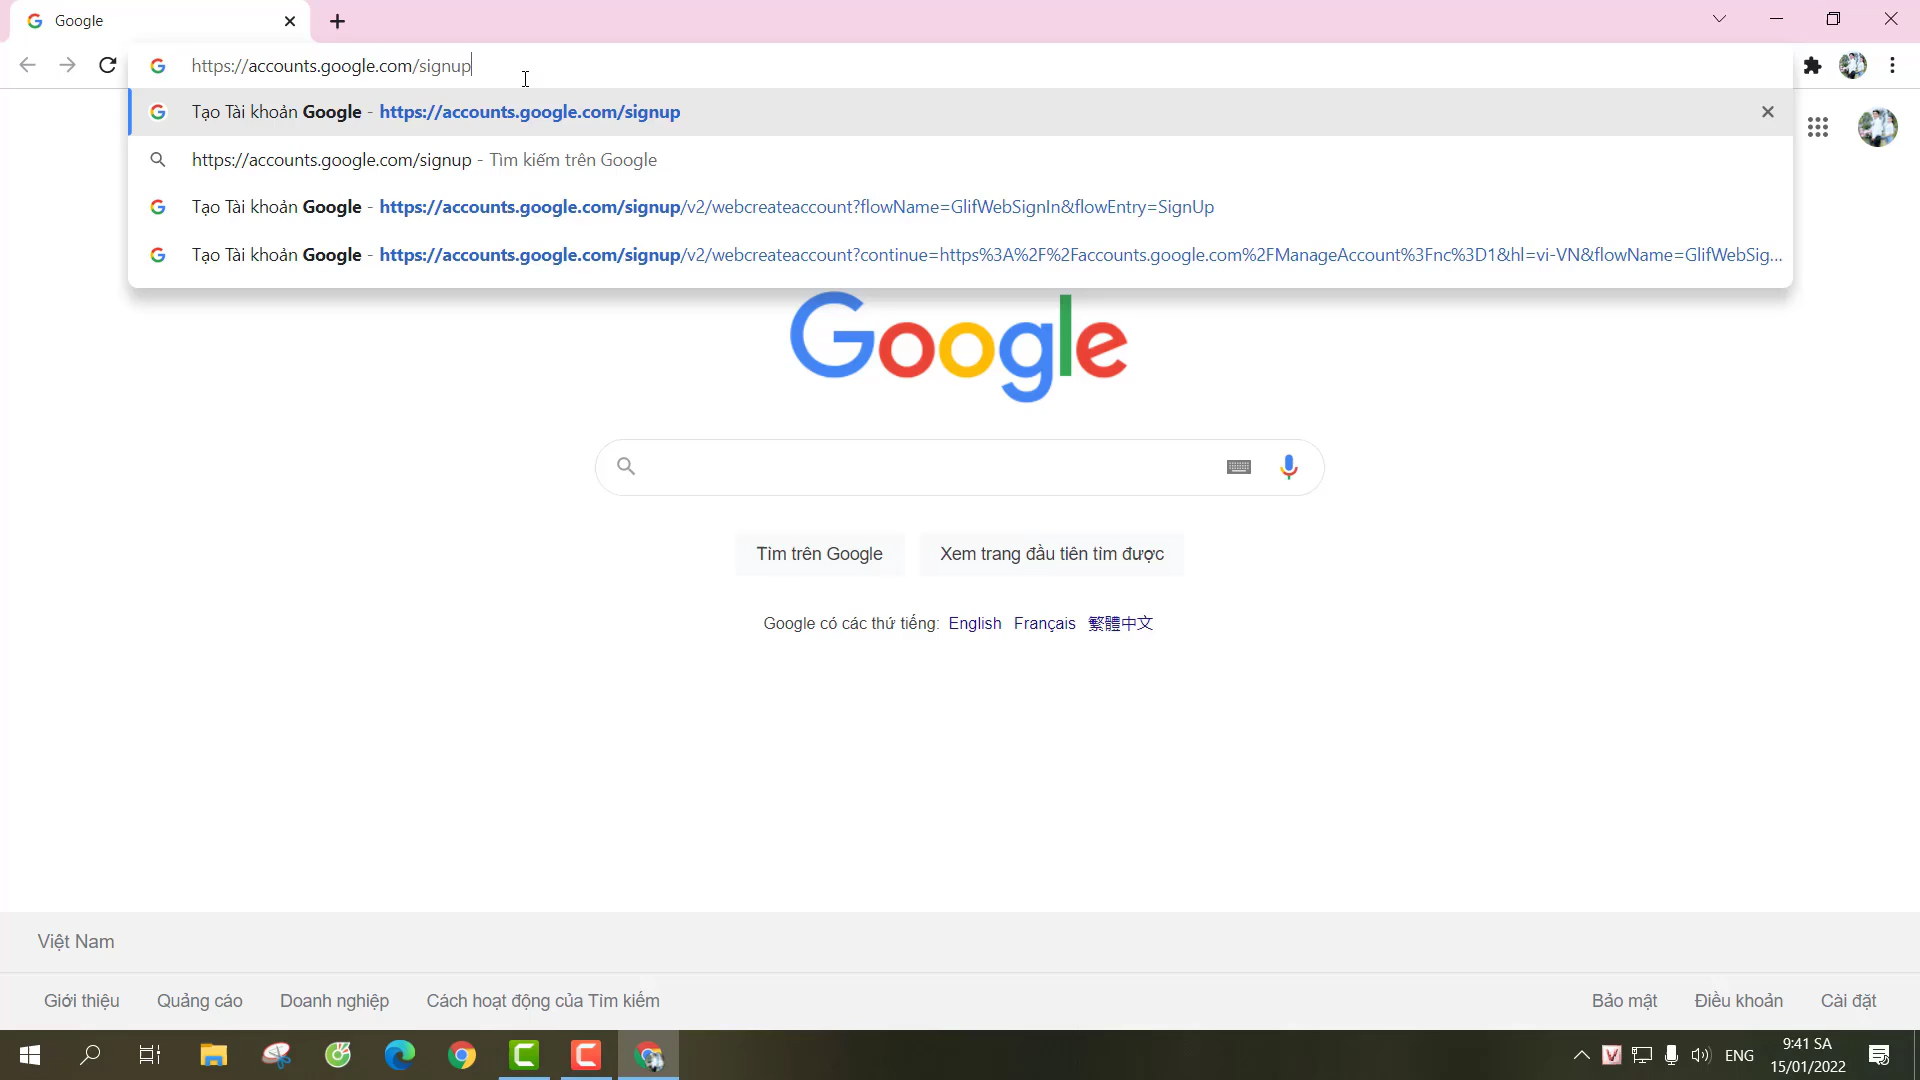 Google
https://accounts.google.com/signup
Tạo Tài khoản Google - https://accounts.google.com/signup
https://accounts.google.com/signup - Tìm kiếm trên Google
Tạo Tài khoản Google - https://accounts.google.com/signup/v2/webcreateaccount?flowName=GlifWebSignIn&flowEntry=SignUp
Tạo Tài khoản Google - https://accounts.google.com/signup/v2/webcreateaccount?continue=https%3A%2F%2Faccounts.google.com%2FManageAccount%3Fnc%3D1&hl=vi-VN&flowName=GlifWebSig...
Google
Tìm trên Google
Xem trang đầu tiên tìm được
Google có các thứ tiếng: English Français 繁體中文
Việt Nam
Giới thiệu Quảng cáo Doanh nghiệp Cách hoạt động của Tìm kiếm Bảo mật Điều khoản Cài đặt
ENG
9:41 SA
15/01/2022